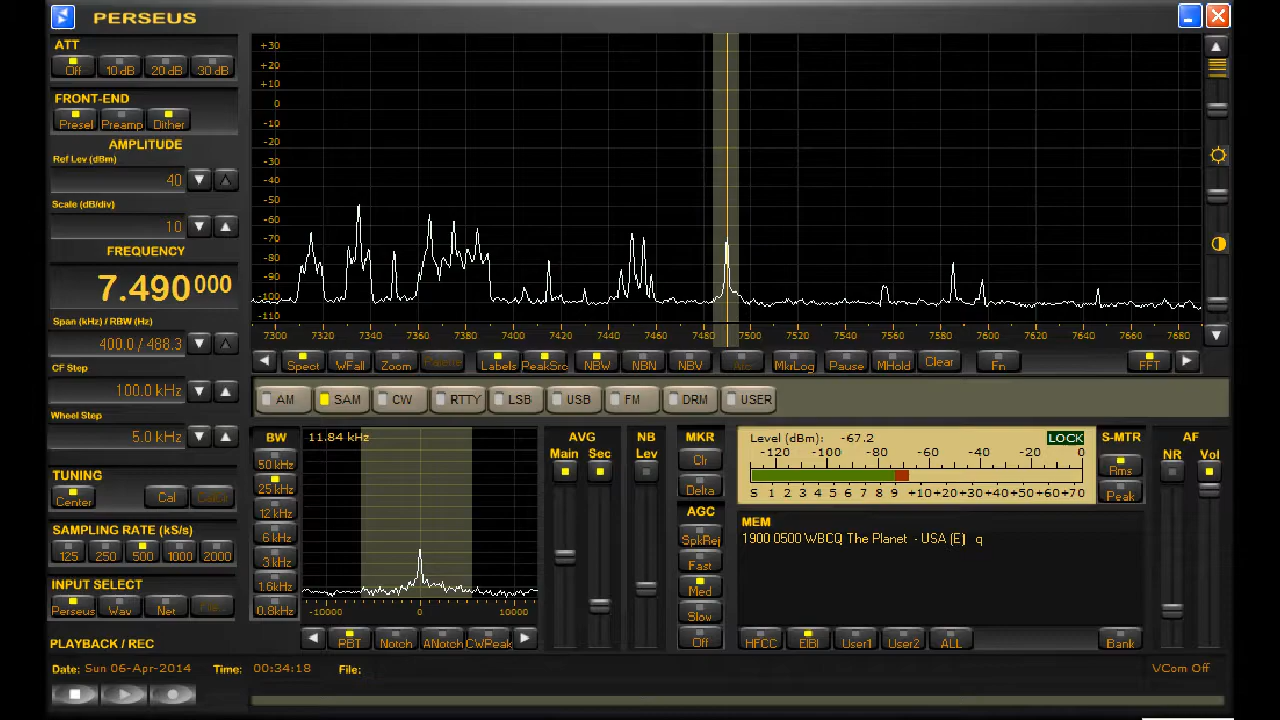 PERSEUS
ATT
Off 10 dB 20 dB 30 dB
FRONT-END
Presel Preamp Dither
AMPLITUDE
Ref Lev (dBm)
40
Scale (dB/div)
10
FREQUENCY
7.490000
Span (kHz) / RBW (Hz)
400.0 / 488.3
CF Step
100.0 kHz
Wheel Step
5.0 kHz
TUNING
Center Cal
SAMPLING RATE (kS/s)
125 250 500 1000 2000
INPUT SELECT
Perseus Wav Net
PLAYBACK / REC
Date: Sun 06-Apr-2014 Time: 00:34:18 File:
+30
+20
+10
0
-10
-20
-30
-40
-50
-60
-70
-80
-90
-100
-110
7300 7320 7340 7360 7380 7400 7420 7440 7460 7480 7500 7520 7540 7560 7580 7600 7620 7640 7660 7680
Spect WFall Zoom Labels PeakSrc NBW NBN NBV MkrLog Pause MHold Clear Fn FFT
AM SAM CW RTTY LSB USB FM DRM USER
BW
50 kHz
25 kHz
12 kHz
6 kHz
3 kHz
1.6kHz
0.8kHz
11.84 kHz
-10000 0 10000
PBT Notch ANotch CWPeak
AVG
Main Sec
NB
Lev
MKR
Clr
Delta
AGC
SpkRej
Fast
Med
Slow
Off
Level (dBm): -67.2 LOCK
-120 -100 -80 -60 -40 -20 0
S 1 2 3 4 5 6 7 8 9 +10+20+30+40+50+60+70
S-MTR
Rms
Peak
MEM
1900 0500 WBCQ The Planet - USA (E) q
HFCC EIBI User1 User2 ALL Bank
AF
NR Vol
VCom Off